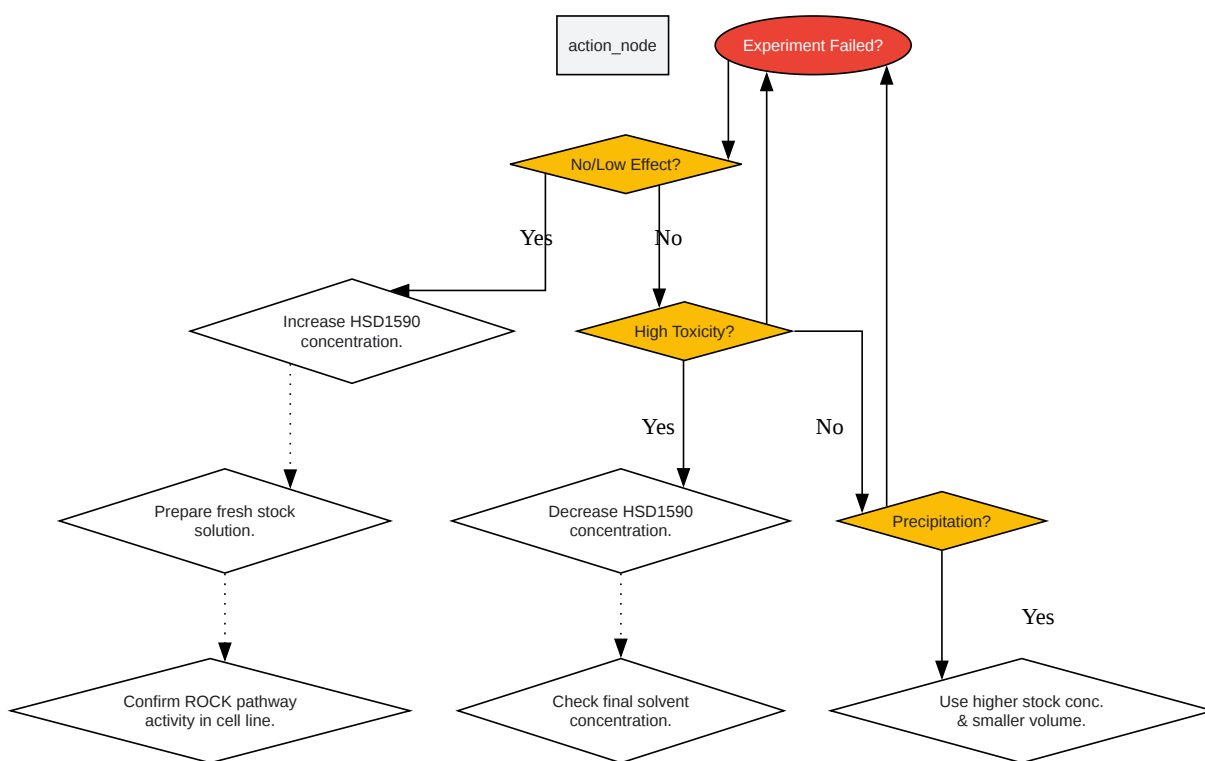 action_node
Experiment Failed?
No/Low Effect?
Yes
No
Increase HSD1590
concentration.
High Toxicity?
Yes
No
Prepare fresh stock
solution.
Decrease HSD1590
concentration.
Precipitation?
Yes
Confirm ROCK pathway
activity in cell line.
Check final solvent
concentration.
Use higher stock conc.
& smaller volume.